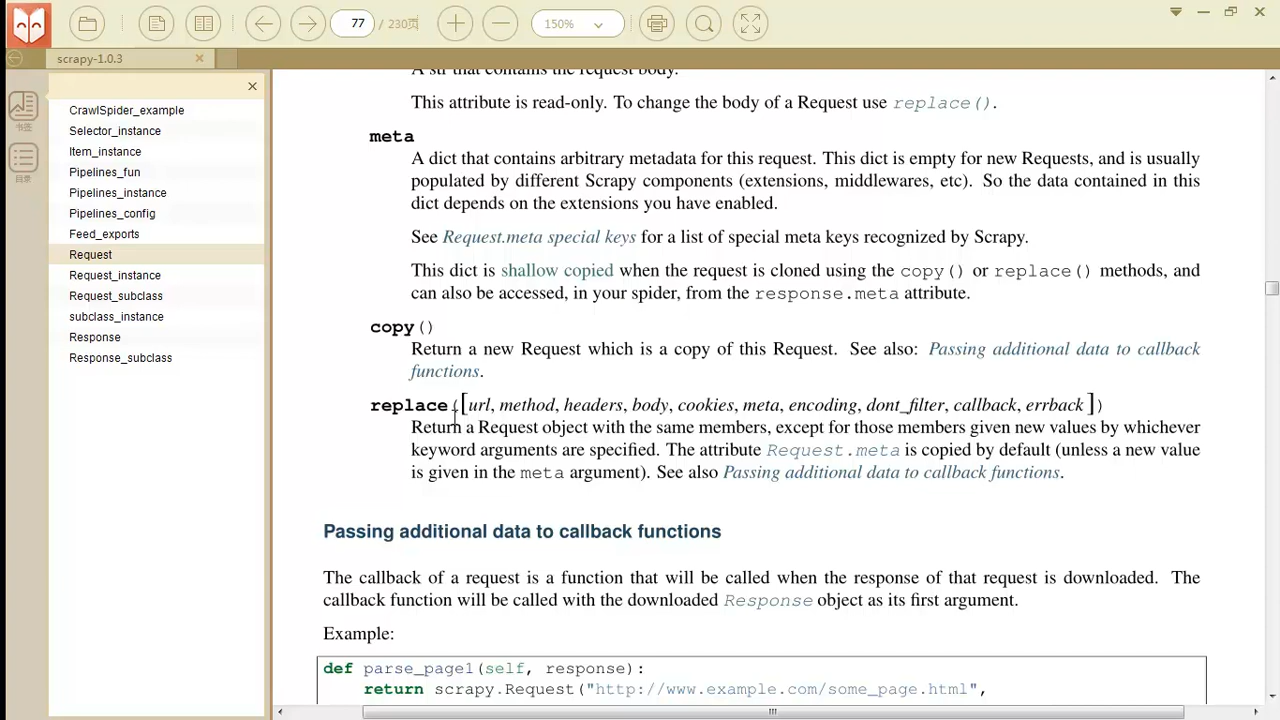 77 / 230页
150%
scrapy-1.0.3
书签
目录
CrawlSpider_example
Selector_instance
Item_instance
Pipelines_fun
Pipelines_instance
Pipelines_config
Feed_exports
Request
Request_instance
Request_subclass
subclass_instance
Response
Response_subclass
A str that contains the request body.
This attribute is read-only. To change the body of a Request use replace().
meta
A dict that contains arbitrary metadata for this request. This dict is empty for new Requests, and is usually
populated by different Scrapy components (extensions, middlewares, etc). So the data contained in this
dict depends on the extensions you have enabled.
See Request.meta special keys for a list of special meta keys recognized by Scrapy.
This dict is shallow copied when the request is cloned using the copy() or replace() methods, and
can also be accessed, in your spider, from the response.meta attribute.
copy()
Return a new Request which is a copy of this Request. See also: Passing additional data to callback
functions.
replace([url, method, headers, body, cookies, meta, encoding, dont_filter, callback, errback])
Return a Request object with the same members, except for those members given new values by whichever
keyword arguments are specified. The attribute Request.meta is copied by default (unless a new value
is given in the meta argument). See also Passing additional data to callback functions.
Passing additional data to callback functions
The callback of a request is a function that will be called when the response of that request is downloaded. The
callback function will be called with the downloaded Response object as its first argument.
Example:
def parse_page1(self, response):
return scrapy.Request("http://www.example.com/some_page.html",